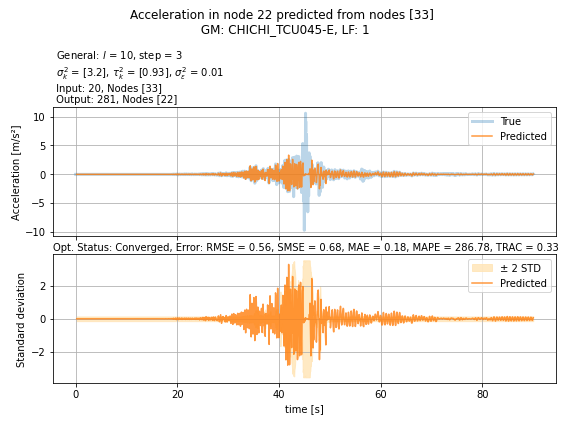 Acceleration in node 22 predicted from nodes [33]
GM: CHICHI_TCU045-E, LF: 1
General: l = 10, step = 3
σ²ₖ = [3.2], τ²ₖ = [0.93], σ²ε = 0.01
Input: 20, Nodes [33]
Output: 281, Nodes [22]
Acceleration [m/s²]
10
5
0
−5
−10
True
Predicted
Opt. Status: Converged, Error: RMSE = 0.56, SMSE = 0.68, MAE = 0.18, MAPE = 286.78, TRAC = 0.33
Standard deviation
2
0
−2
± 2 STD
Predicted
0 20 40 60 80
time [s]